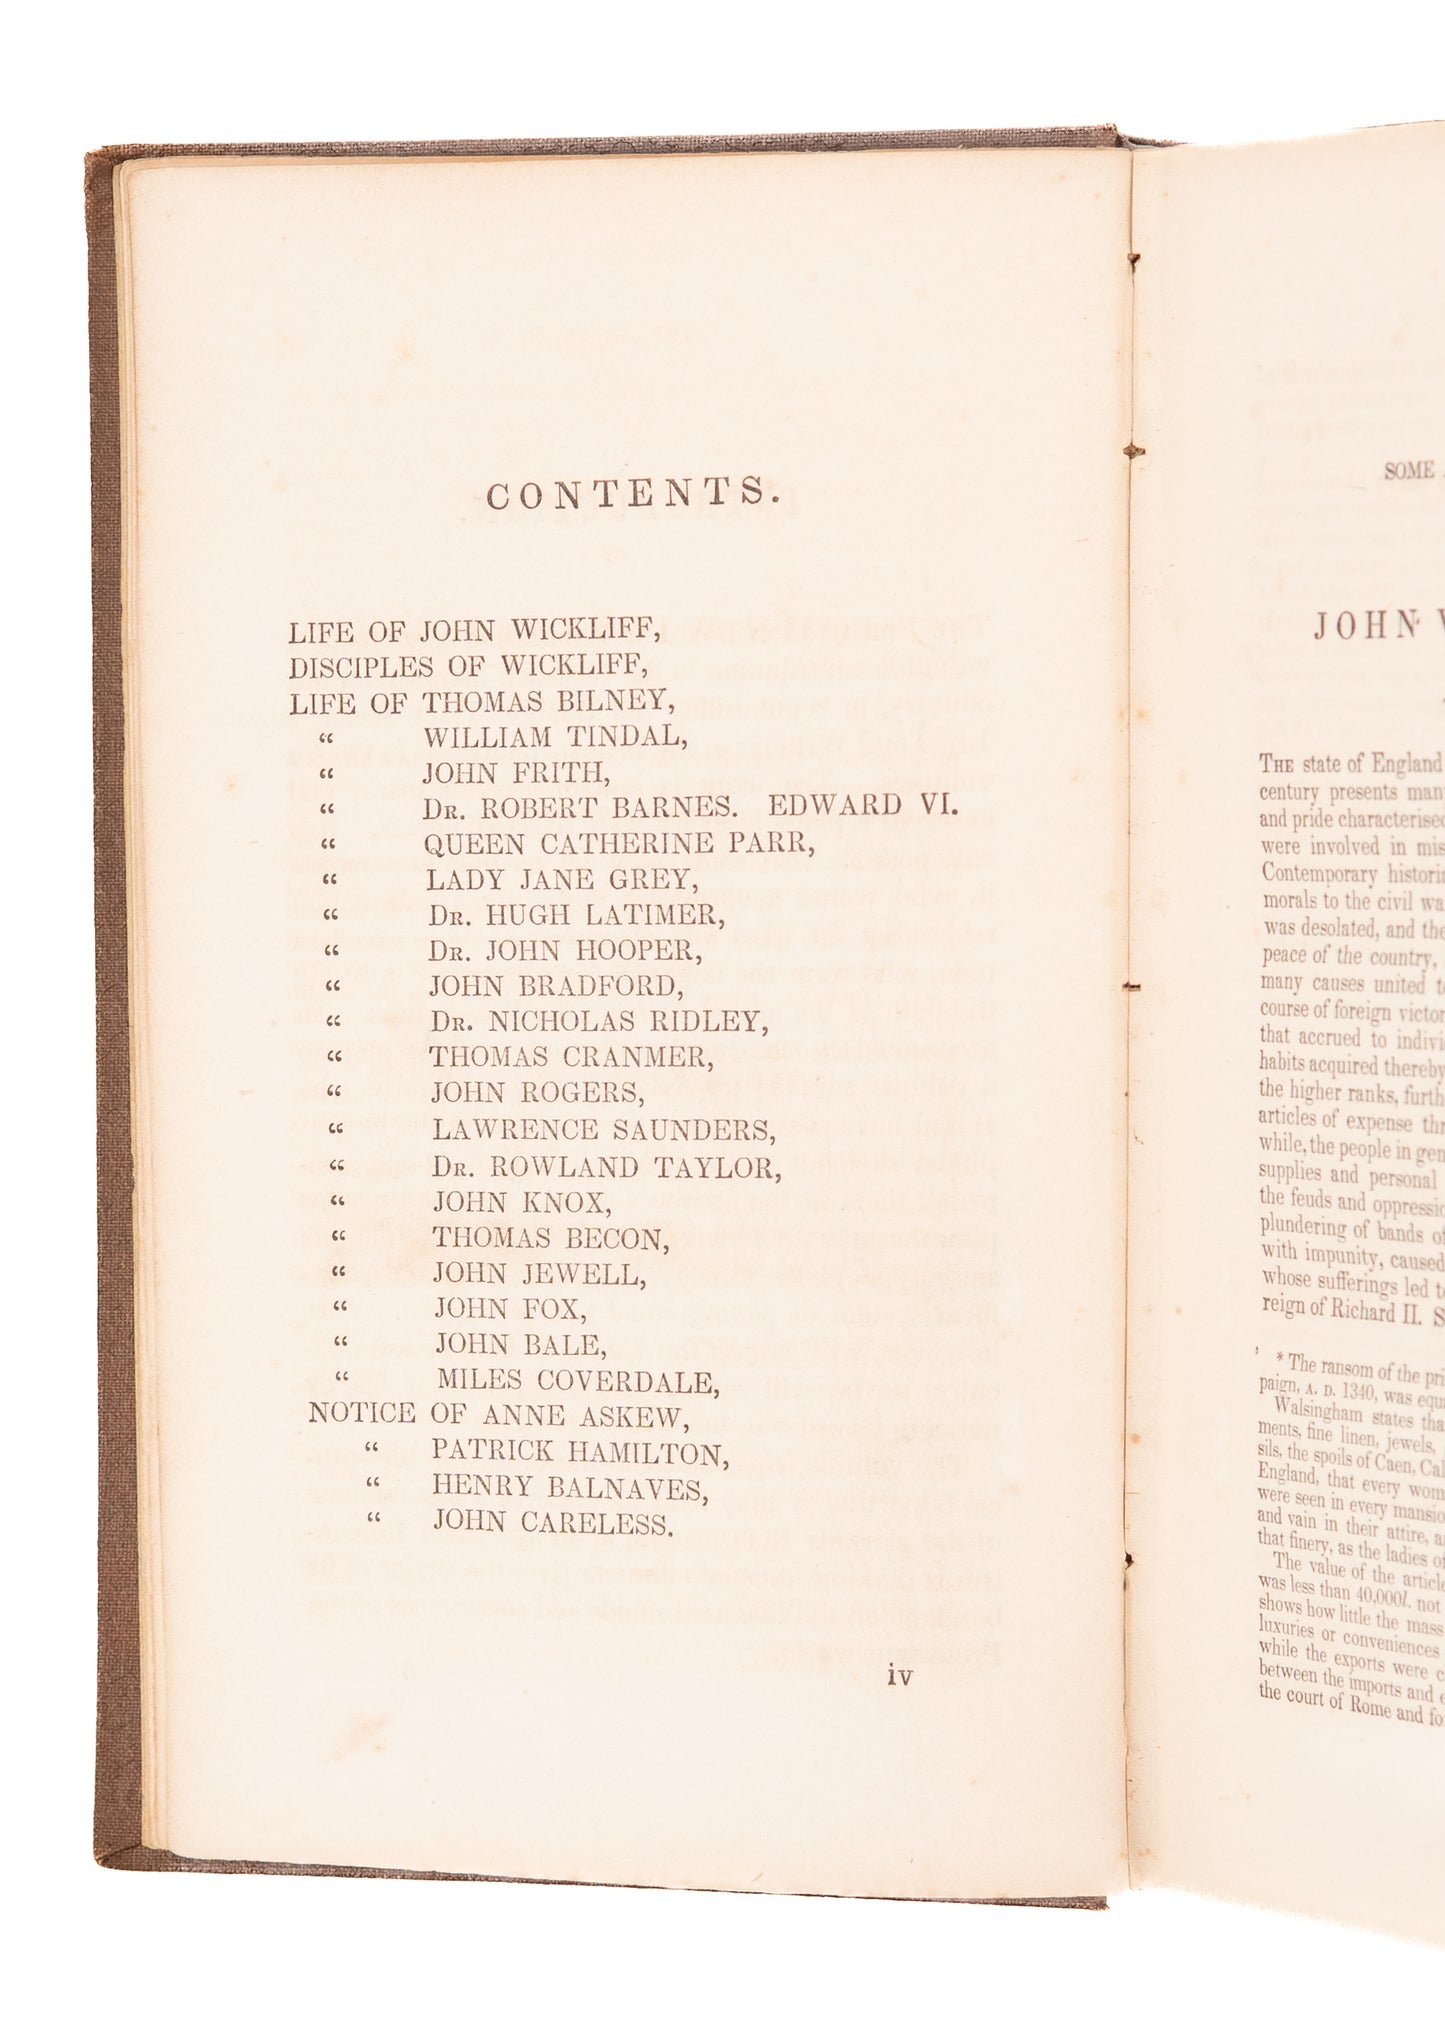 CONTENTS.
LIFE OF JOHN WICKLIFF,
DISCIPLES OF WICKLIFF,
LIFE OF THOMAS BILNEY,
“ WILLIAM TINDAL,
“ JOHN FRITH,
“ DR. ROBERT BARNES. EDWARD VI.
“ QUEEN CATHERINE PARR,
“ LADY JANE GREY,
“ DR. HUGH LATIMER,
“ DR. JOHN HOOPER,
“ JOHN BRADFORD,
“ DR. NICHOLAS RIDLEY,
“ THOMAS CRANMER,
“ JOHN ROGERS,
“ LAWRENCE SAUNDERS,
“ DR. ROWLAND TAYLOR,
“ JOHN KNOX,
“ THOMAS BECON,
“ JOHN JEWELL,
“ JOHN FOX,
“ JOHN BALE,
“ MILES COVERDALE,
NOTICE OF ANNE ASKEW,
“ PATRICK HAMILTON,
“ HENRY BALNAVES,
“ JOHN CARELESS.
iv
SOME
JOHN
THE state of England
century presents
and pride
were involved in
Contemporary
morals to the civil
was desolated, and
peace of the country,
many causes united
course of foreign
that accrued to
habits acquired thereby
the higher ranks,
articles of expense
while, the people in
supplies and personal
the feuds and
plundering of bands
with impunity, caused
whose sufferings led
reign of Richard II.
* The ransom of the
paign, A. D. 1340, was
Walsingham states
ments, fine linen, jewels,
sils, the spoils of Caen,
England, that every
were seen in every
and vain in their attire,
that finery, as the ladies
The value of the
was less than 40,000l. not
shows how little the
luxuries or conveniences
while the exports were
between the imports and
the court of Rome and